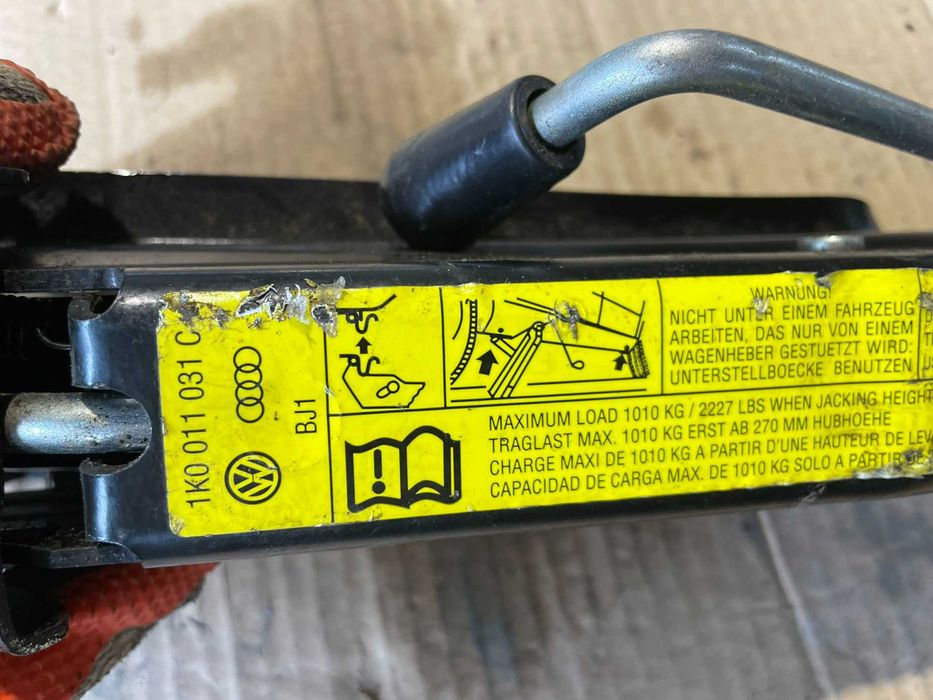 1K0 011 031 C
BJ1
WARNUNG!
NICHT UNTER EINEM FAHRZEUG
ARBEITEN, DAS NUR VON EINEM
WAGENHEBER GESTUETZT WIRD:
UNTERSTELLBOECKE BENUTZEN
MAXIMUM LOAD 1010 KG / 2227 LBS WHEN JACKING HEIGHT
TRAGLAST MAX. 1010 KG ERST AB 270 MM HUBHOEHE
CHARGE MAXI DE 1010 KG A PARTIR D'UNE HAUTEUR DE LEV
CAPACIDAD DE CARGA MAX. DE 1010 KG SOLO A PARTIR